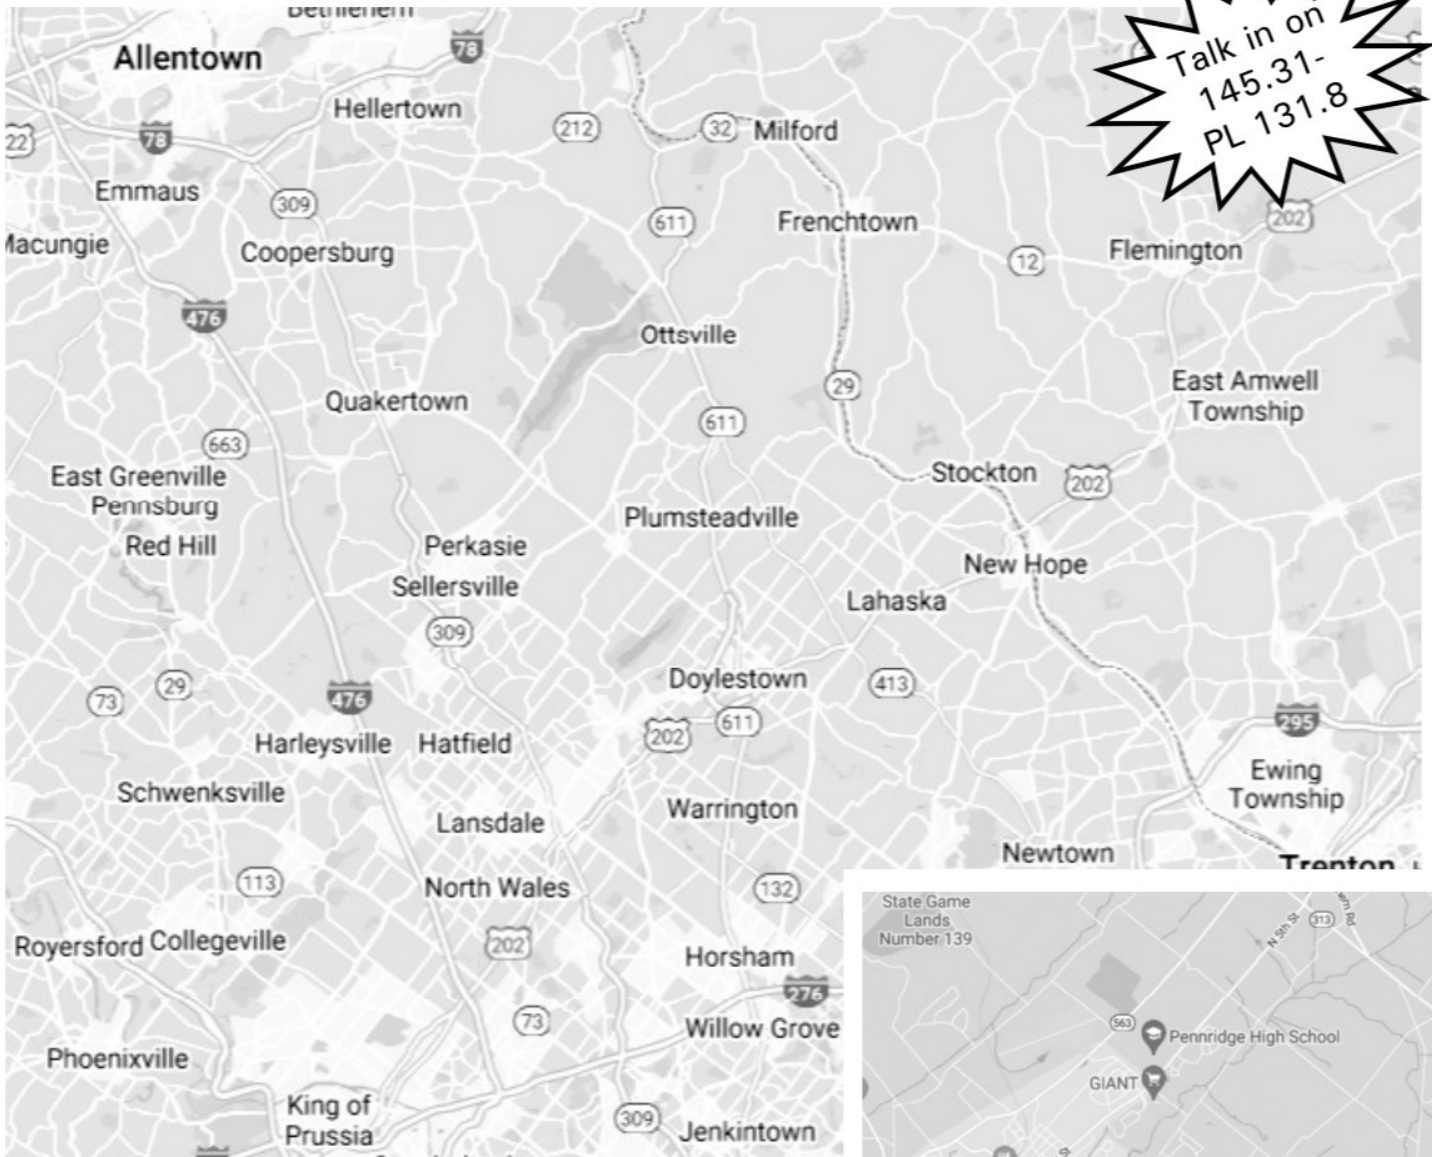 Bethlehem
Allentown
78
Hellertown
Talk in on
145.31-
PL 131.8
212
32
Milford
22
78
Emmaus
309
611
Frenchtown
202
Macungie
Coopersburg
12
Flemington
476
Ottsville
29
East Amwell
Township
Quakertown
611
663
East Greenville
Stockton
202
Pennsburg
Plumsteadville
Red Hill
Perkasie
New Hope
Sellersville
Lahaska
309
Doylestown
413
73
29
476
202
611
295
Harleysville
Hatfield
Ewing
Township
Schwenksville
Warrington
Lansdale
Newtown
Trenton
113
North Wales
132
State Game
Lands
Number 139
N 5th St
313
Royersford
Collegeville
202
Horsham
276
73
Willow Grove
563
Pennridge High School
Phoenixville
GIANT
King of
Prussia
309
Jenkintown